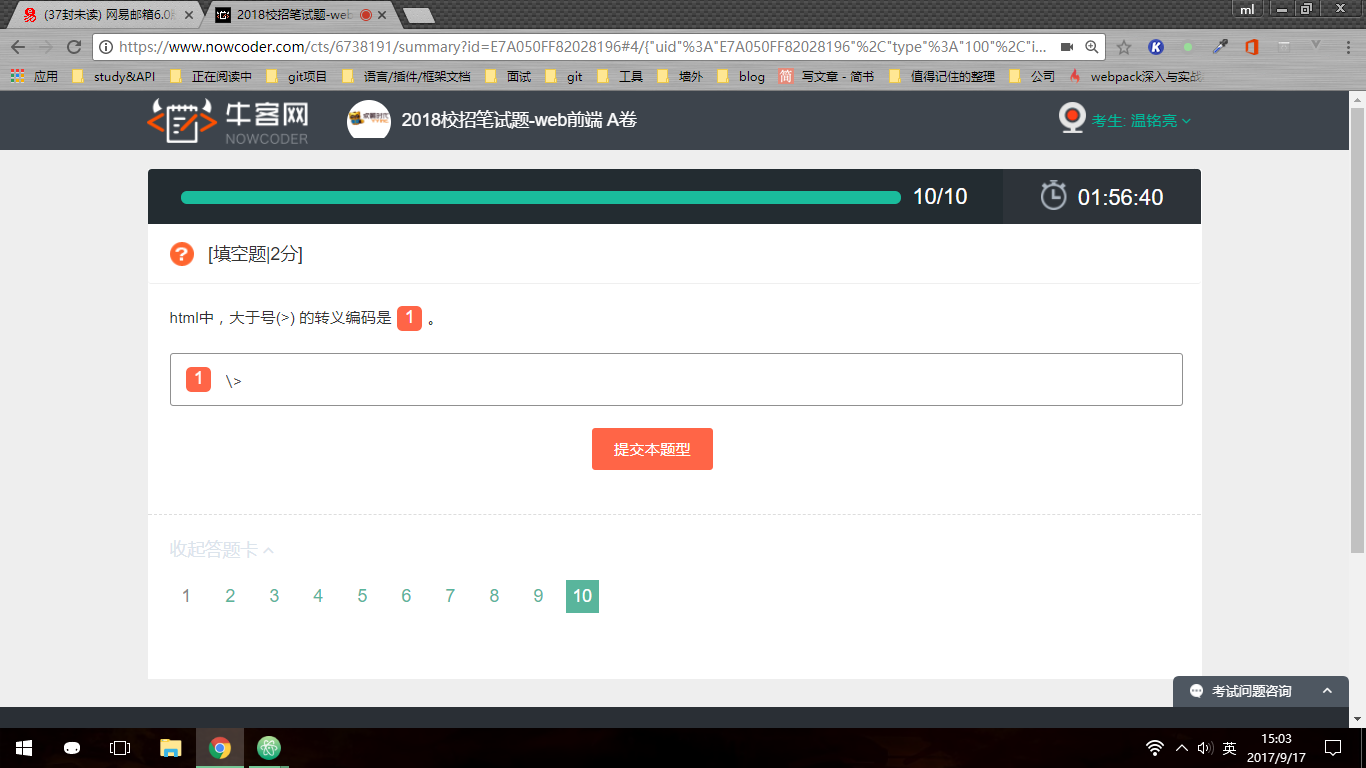 (37封未读) 网易邮箱6.0版
2018校招笔试题-web
ml
https://www.nowcoder.com/cts/6738191/summary?id=E7A050FF82028196#4/{"uid"%3A"E7A050FF82028196"%2C"type"%3A"100"%2C"i...
应用 study&API 正在阅读中 git项目 语言/插件/框架文档 面试 git 工具 墙外 blog 简 写文章 - 简书 值得记住的整理 公司 webpack深入与实战
牛客网
NOWCODER
2018校招笔试题-web前端 A卷
考生: 温铭亮
10/10
01:56:40
? [填空题|2分]
html中，大于号(>) 的转义编码是 1 。
1 \>
提交本题型
收起答题卡
1 2 3 4 5 6 7 8 9 10
考试问题咨询
英
15:03
2017/9/17